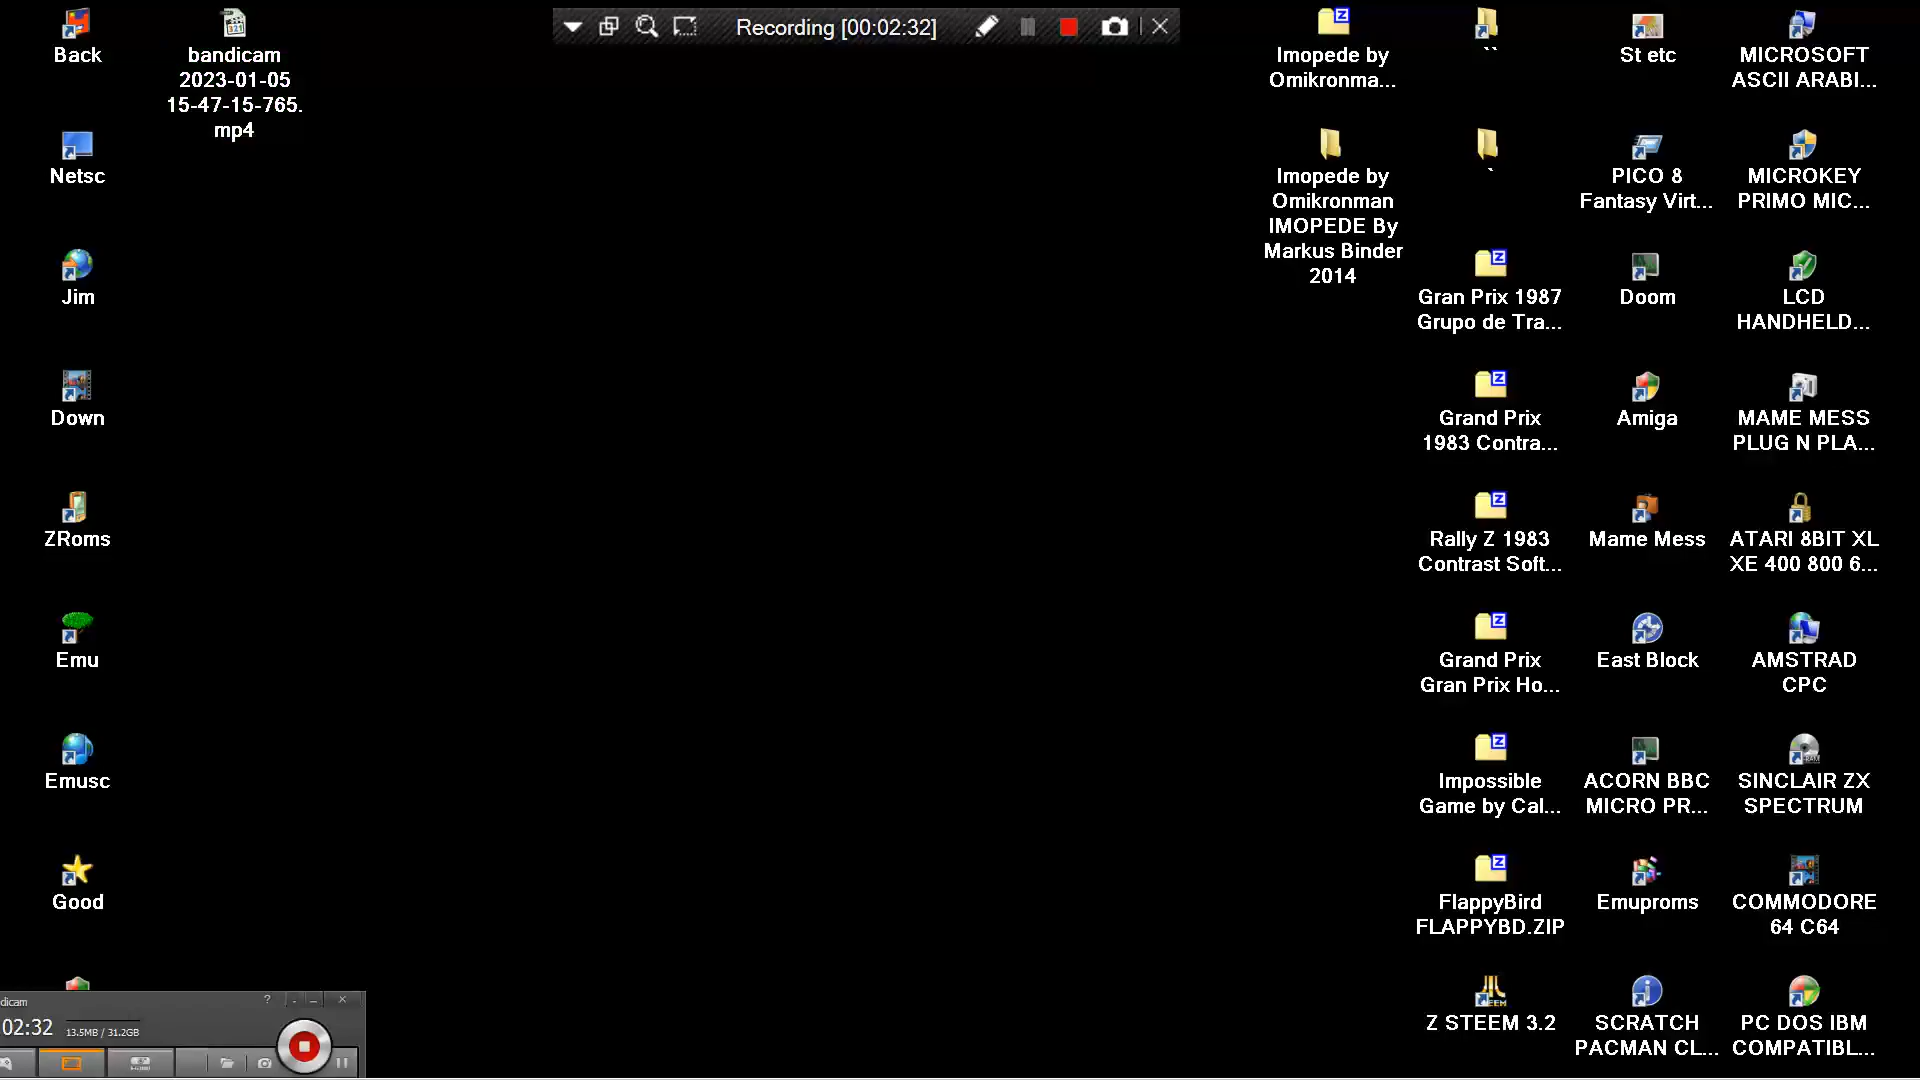 Recording [00:02:32]
Back
Netsc
Jim
Down
ZRoms
Emu
Emusc
Good
bandicam
2023-01-05
15-47-15-765.
mp4
Imopede by
Omikronma...
Imopede by
Omikronman
IMOPEDE By
Markus Binder
2014
``
`
Gran Prix 1987
Grupo de Tra...
Grand Prix
1983 Contra...
Rally Z 1983
Contrast Soft...
Grand Prix
Gran Prix Ho...
Impossible
Game by Cal...
FlappyBird
FLAPPYBD.ZIP
Z STEEM 3.2
St etc
PICO 8
Fantasy Virt...
Doom
Amiga
Mame Mess
East Block
ACORN BBC
MICRO PR...
Emuproms
SCRATCH
PACMAN CL...
MICROSOFT
ASCII ARABI...
MICROKEY
PRIMO MIC...
LCD
HANDHELD...
MAME MESS
PLUG N PLA...
ATARI 8BIT XL
XE 400 800 6...
AMSTRAD
CPC
SINCLAIR ZX
SPECTRUM
COMMODORE
64 C64
PC DOS IBM
COMPATIBL...
dicam
02:32 13.5MB / 31.2GB